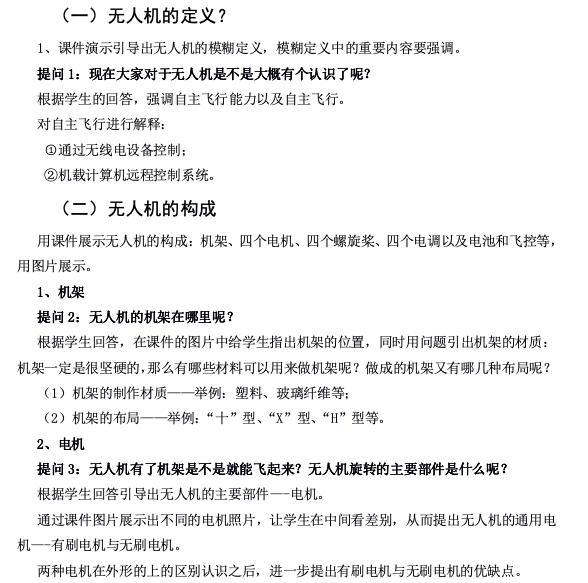 （一）无人机的定义？
1、课件演示引导出无人机的模糊定义，模糊定义中的重要内容要强调。
提问 1：现在大家对于无人机是不是大概有个认识了呢？
根据学生的回答，强调自主飞行能力以及自主飞行。
对自主飞行进行解释：
①通过无线电设备控制；
②机载计算机远程控制系统。
（二）无人机的构成
用课件展示无人机的构成：机架、四个电机、四个螺旋桨、四个电调以及电池和飞控等，
用图片展示。
1、机架
提问 2：无人机的机架在哪里呢？
根据学生回答，在课件的图片中给学生指出机架的位置，同时用问题引出机架的材质：
机架一定是很坚硬的，那么有哪些材料可以用来做机架呢？做成的机架又有哪几种布局呢？
（1）机架的制作材质——举例：塑料、玻璃纤维等；
（2）机架的布局——举例：“十”型、“X”型、“H”型等。
2、电机
提问 3：无人机有了机架是不是就能飞起来？无人机旋转的主要部件是什么呢？
根据学生回答引导出无人机的主要部件---电机。
通过课件图片展示出不同的电机照片，让学生在中间看差别，从而提出无人机的通用电
机---有刷电机与无刷电机。
两种电机在外形的上的区别认识之后，进一步提出有刷电机与无刷电机的优缺点。